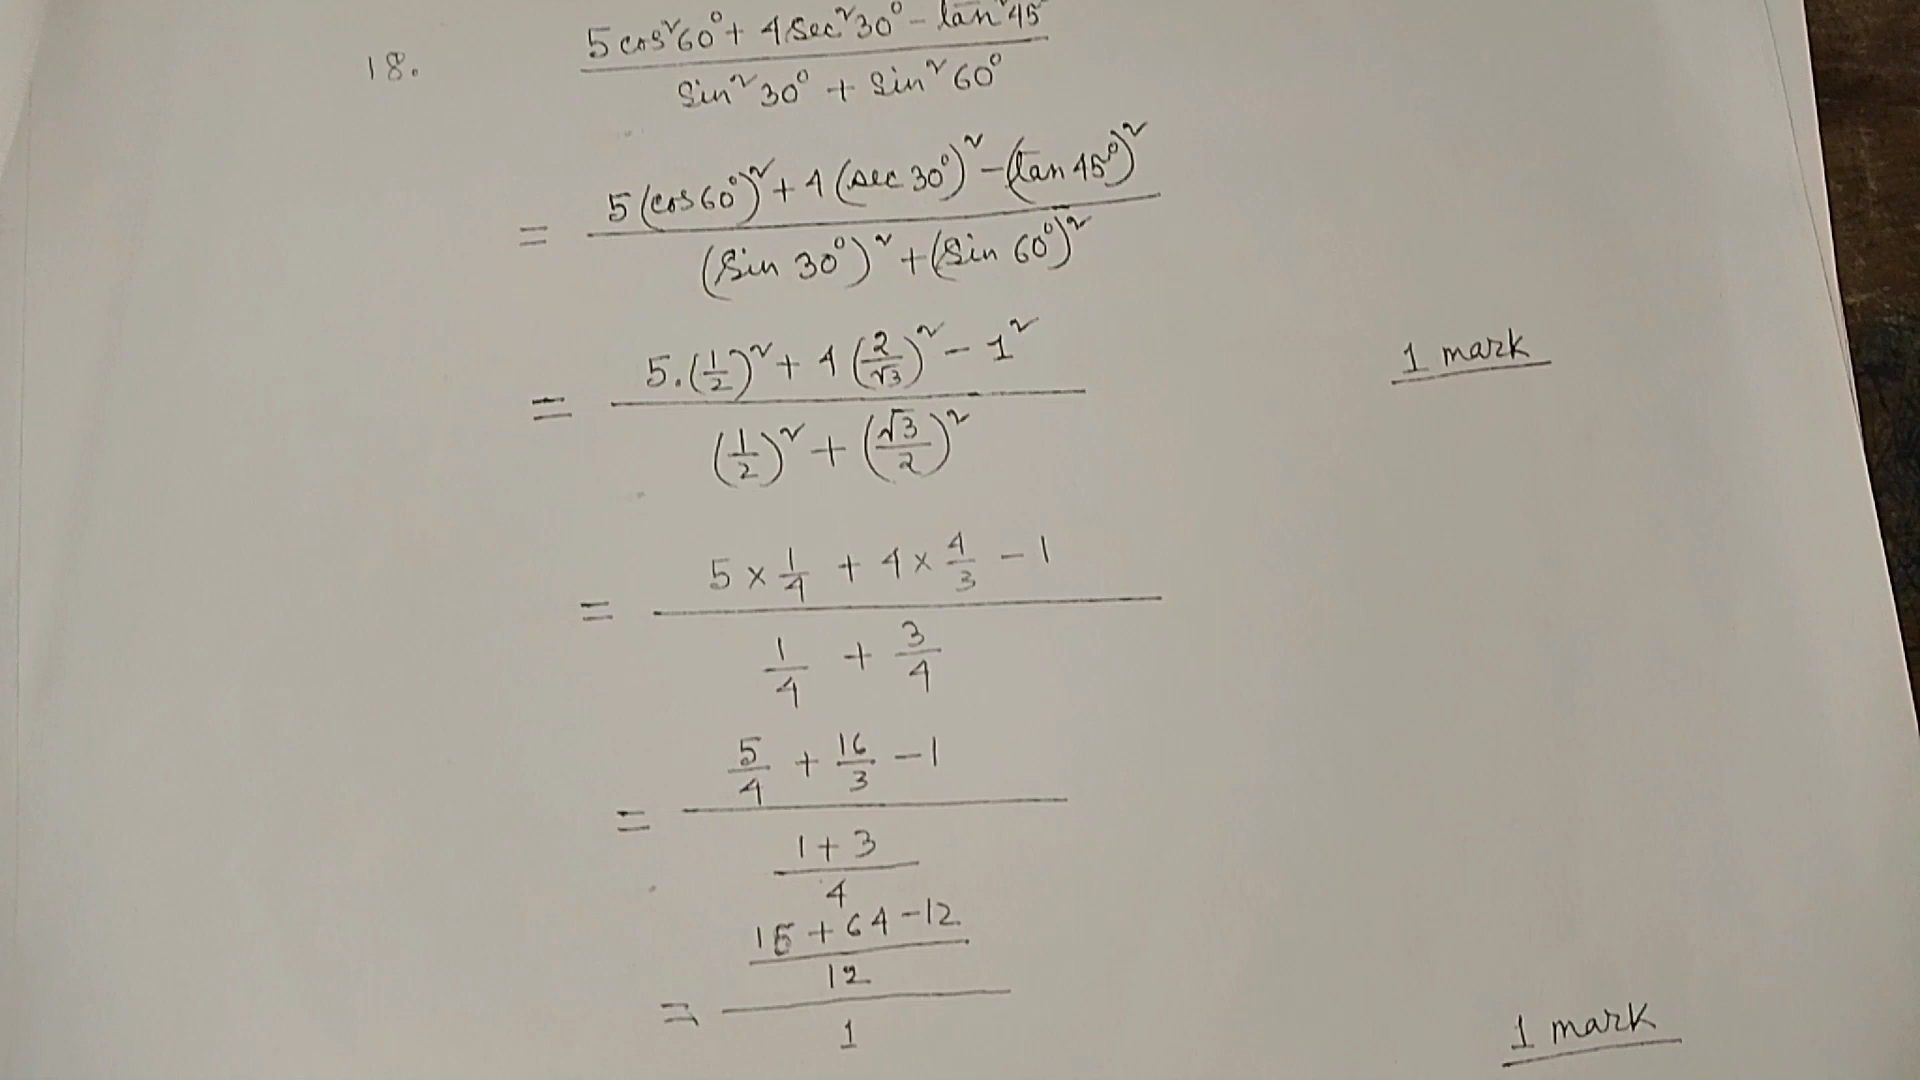 18.
5 cos²60° + 4 sec²30° - tan²45°
sin²30° + sin²60°
= 5(cos60°)² + 4(sec 30°)² - (tan 45°)²
(sin 30°)² + (sin 60°)²
= 5.(1/2)² + 4(2/√3)² - 1²
(1/2)² + (√3/2)²
1 mark
= 5 × 1/4 + 4 × 4/3 - 1
1/4 + 3/4
= 5/4 + 16/3 - 1
1+3
4
= 15 + 64 - 12
12
1
1 mark